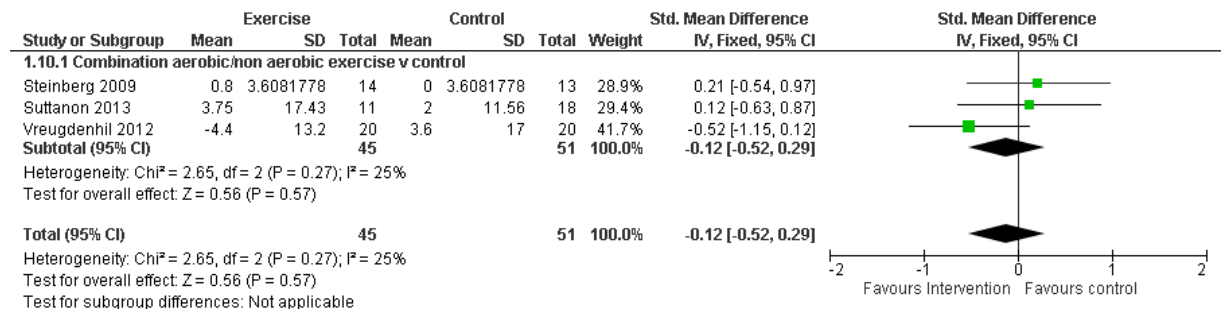 Exercise Control Std. Mean Difference Std. Mean Difference
Study or Subgroup Mean SD Total Mean SD Total Weight IV, Fixed, 95% CI IV, Fixed, 95% CI
1.10.1 Combination aerobic/non aerobic exercise v control
Steinberg 2009 0.8 3.6081778 14 0 3.6081778 13 28.9% 0.21 [-0.54, 0.97]
Suttanon 2013 3.75 17.43 11 2 11.56 18 29.4% 0.12 [-0.63, 0.87]
Vreugdenhil 2012 -4.4 13.2 20 3.6 17 20 41.7% -0.52 [-1.15, 0.12]
Subtotal (95% CI) 45 51 100.0% -0.12 [-0.52, 0.29]
Heterogeneity: Chi² = 2.65, df = 2 (P = 0.27); I² = 25%
Test for overall effect: Z = 0.56 (P = 0.57)
Total (95% CI) 45 51 100.0% -0.12 [-0.52, 0.29]
Heterogeneity: Chi² = 2.65, df = 2 (P = 0.27); I² = 25%
Test for overall effect: Z = 0.56 (P = 0.57)
Test for subgroup differences: Not applicable
-2 -1 0 1 2
Favours Intervention Favours control